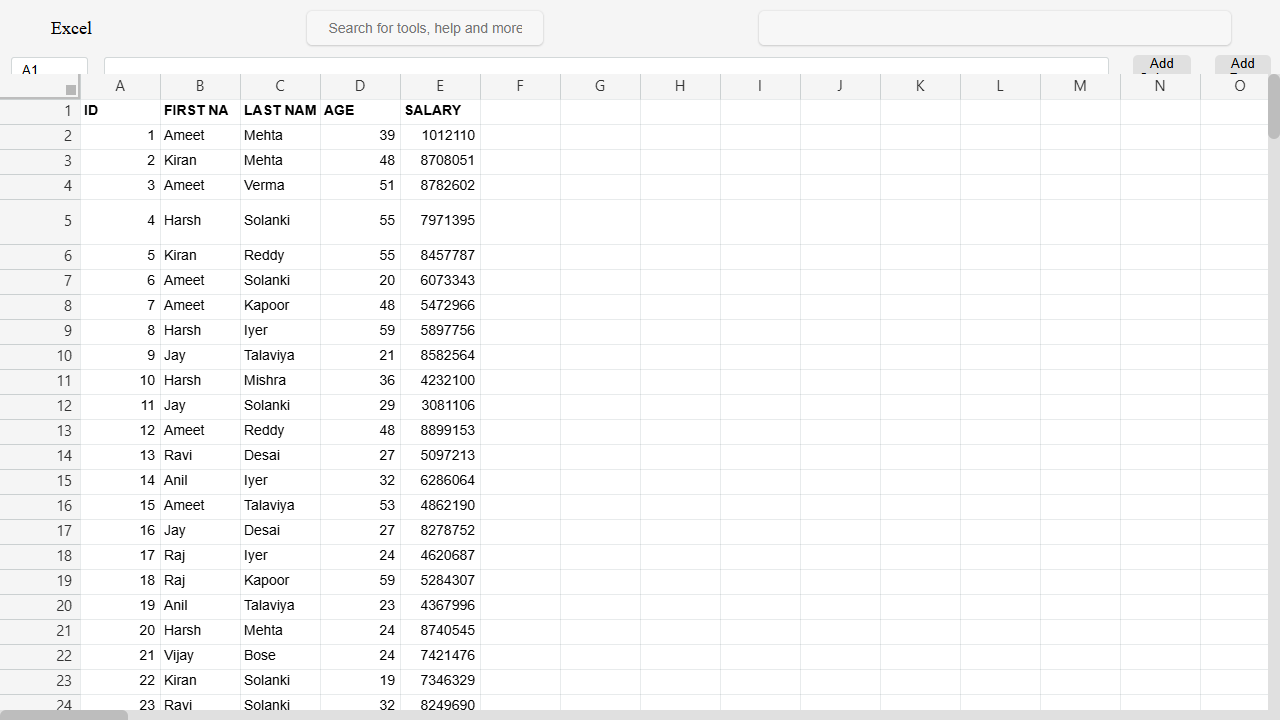 Excel Search for tools, help and more
A1 Add Add
A B C D E F G H I J K L M N O
1 ID FIRST NA LAST NAM AGE SALARY
2 1 Ameet Mehta 39 1012110
3 2 Kiran Mehta 48 8708051
4 3 Ameet Verma 51 8782602
5 4 Harsh Solanki 55 7971395
6 5 Kiran Reddy 55 8457787
7 6 Ameet Solanki 20 6073343
8 7 Ameet Kapoor 48 5472966
9 8 Harsh Iyer 59 5897756
10 9 Jay Talaviya 21 8582564
11 10 Harsh Mishra 36 4232100
12 11 Jay Solanki 29 3081106
13 12 Ameet Reddy 48 8899153
14 13 Ravi Desai 27 5097213
15 14 Anil Iyer 32 6286064
16 15 Ameet Talaviya 53 4862190
17 16 Jay Desai 27 8278752
18 17 Raj Iyer 24 4620687
19 18 Raj Kapoor 59 5284307
20 19 Anil Talaviya 23 4367996
21 20 Harsh Mehta 24 8740545
22 21 Vijay Bose 24 7421476
23 22 Kiran Solanki 19 7346329
24 23 Ravi Solanki 32 8249690